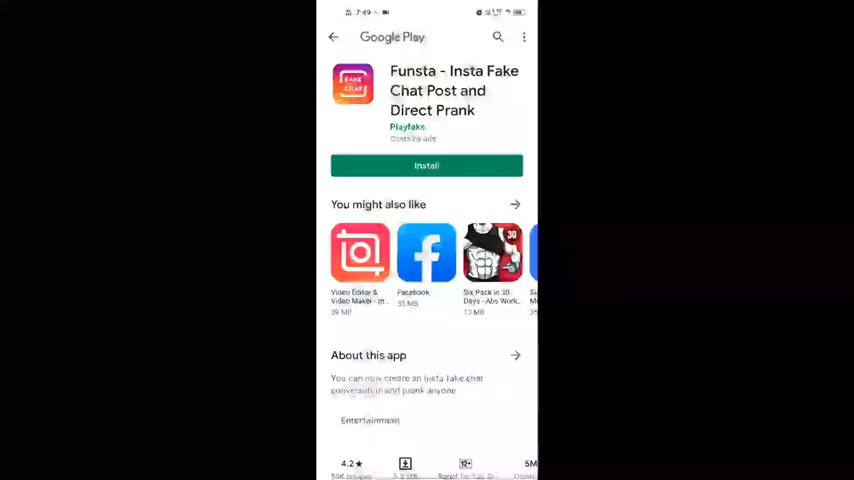 7:49
Google Play
FAKE
CHAT
Funsta - Insta Fake
Chat Post and
Direct Prank
Playfake
Contains ads
Install
You might also like
30
Video Editor &
Video Maker - In...
39 MB
Facebook
55 MB
Six Pack in 30
Days - Abs Work...
13 MB
About this app
You can now create an Insta fake chat
conversation and prank anyone
Entertainment
4.2★
12+
5M